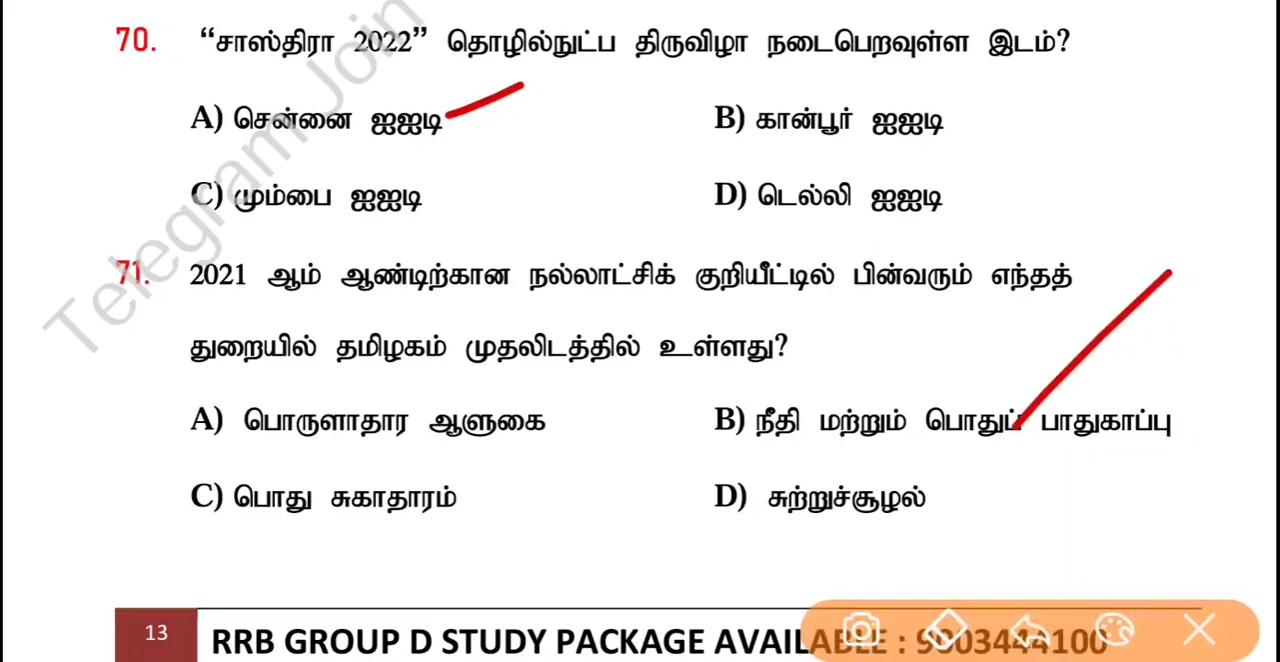 70. “சாஸ்திரா 2022” தொழில்நுட்ப திருவிழா நடைபெறவுள்ள இடம்?
A) சென்னை ஐஐடி B) கான்பூர் ஐஐடி
C) மும்பை ஐஐடி D) டெல்லி ஐஐடி
71. 2021 ஆம் ஆண்டிற்கான நல்லாட்சிக் குறியீட்டில் பின்வரும் எந்தத்
துறையில் தமிழகம் முதலிடத்தில் உள்ளது?
A) பொருளாதார ஆளுகை B) நீதி மற்றும் பொதுப் பாதுகாப்பு
C) பொது சுகாதாரம் D) சுற்றுச்சூழல்
Telegram Join
13 RRB GROUP D STUDY PACKAGE AVAILABLE : 9003444100